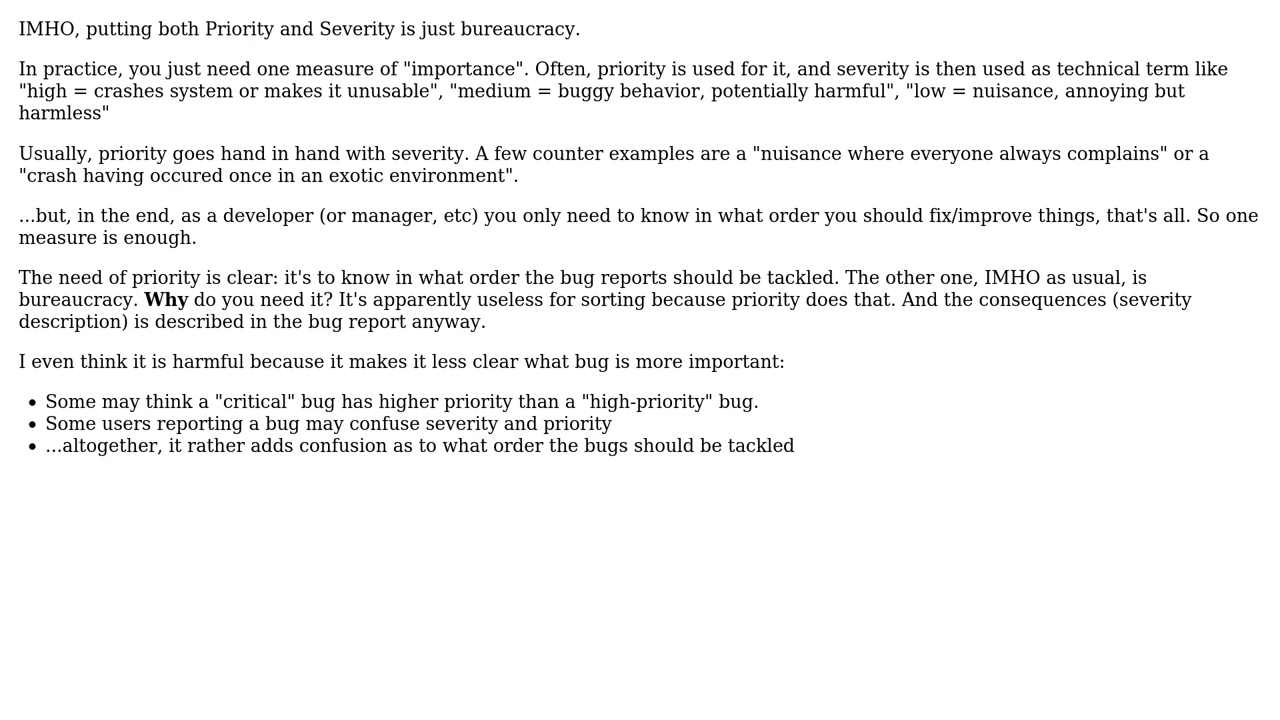 IMHO, putting both Priority and Severity is just bureaucracy.
In practice, you just need one measure of "importance". Often, priority is used for it, and severity is then used as technical term like
"high = crashes system or makes it unusable", "medium = buggy behavior, potentially harmful", "low = nuisance, annoying but
harmless"
Usually, priority goes hand in hand with severity. A few counter examples are a "nuisance where everyone always complains" or a
"crash having occured once in an exotic environment".
...but, in the end, as a developer (or manager, etc) you only need to know in what order you should fix/improve things, that's all. So one
measure is enough.
The need of priority is clear: it's to know in what order the bug reports should be tackled. The other one, IMHO as usual, is
bureaucracy. Why do you need it? It's apparently useless for sorting because priority does that. And the consequences (severity
description) is described in the bug report anyway.
I even think it is harmful because it makes it less clear what bug is more important:
• Some may think a "critical" bug has higher priority than a "high-priority" bug.
• Some users reporting a bug may confuse severity and priority
• ...altogether, it rather adds confusion as to what order the bugs should be tackled